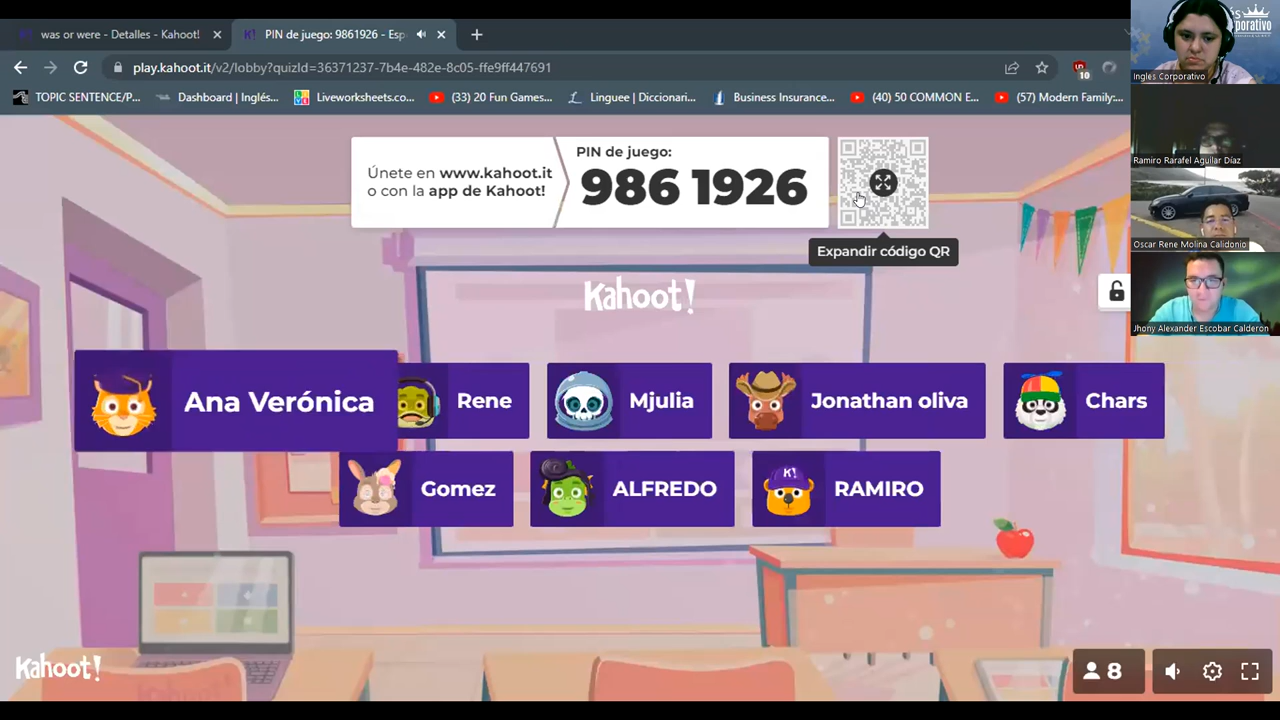 was or were - Detalles - Kahoot!
PIN de juego: 9861926 - Esp
play.kahoot.it/v2/lobby?quizId=36371237-7b4e-482e-8c05-ffe9ff447691
10
TOPIC SENTENCE/P...
Dashboard | Inglés...
Liveworksheets.co...
(33) 20 Fun Games...
Linguee | Diccionari...
Business Insurance...
(40) 50 COMMON E...
(57) Modern Family:...
Ingles Corporativo
Ramiro Rarafel Aguilar Díaz
Oscar Rene Molina Calidonio
Jhony Alexander Escobar Calderon
Únete en www.kahoot.it
o con la app de Kahoot!
PIN de juego:
986 1926
Expandir código QR
Kahoot!
Ana Verónica
Rene
Mjulia
Jonathan oliva
Chars
Gomez
ALFREDO
K!
RAMIRO
Kahoot!
8